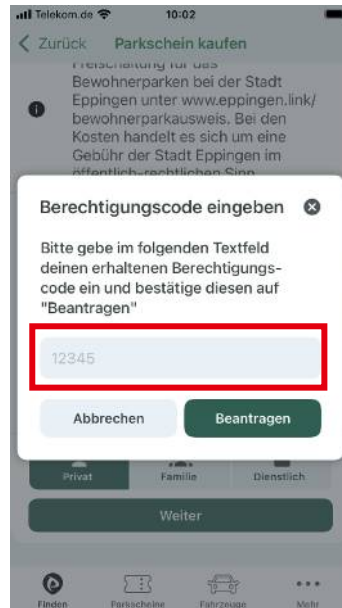 Telekom.de 10:02
Zurück Parkschein kaufen
Freischaltung für das
Bewohnerparken bei der Stadt
Eppingen unter www.eppingen.link/
bewohnerparkausweis. Bei den
Kosten handelt es sich um eine
Gebühr der Stadt Eppingen im
öffentlich-rechtlichen Sinn
Berechtigungscode eingeben
Bitte gebe im folgenden Textfeld
deinen erhaltenen Berechtigungs-
code ein und bestätige diesen auf
"Beantragen"
12345
Abbrechen Beantragen
Privat Familie Dienstlich
Weiter
Finden Parkscheine Fahrzeuge Mehr